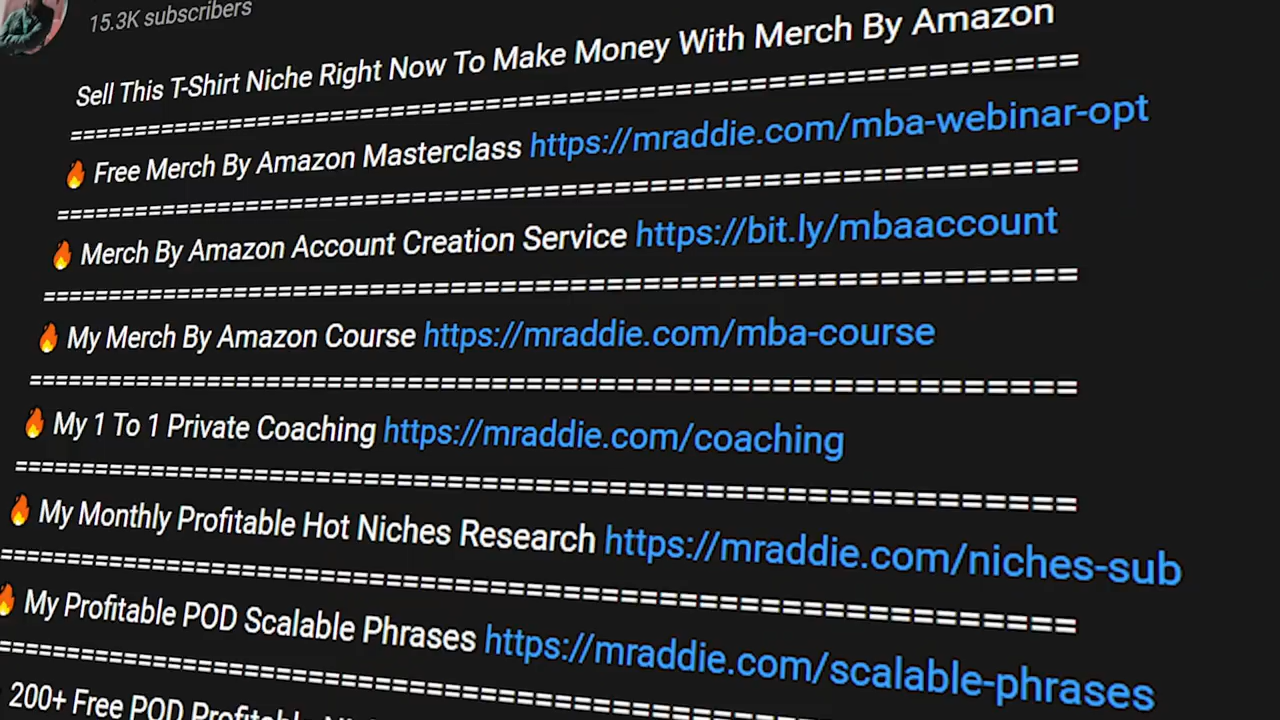 15.3K subscribers
Sell This T-Shirt Niche Right Now To Make Money With Merch By Amazon
==========================================================
🔥 Free Merch By Amazon Masterclass https://mraddie.com/mba-webinar-opt
==========================================================
🔥 Merch By Amazon Account Creation Service https://bit.ly/mbaaccount
==========================================================
🔥 My Merch By Amazon Course https://mraddie.com/mba-course
==========================================================
🔥 My 1 To 1 Private Coaching https://mraddie.com/coaching
==========================================================
🔥 My Monthly Profitable Hot Niches Research https://mraddie.com/niches-sub
==========================================================
🔥 My Profitable POD Scalable Phrases https://mraddie.com/scalable-phrases
==========================================================
200+ Free POD Profitable